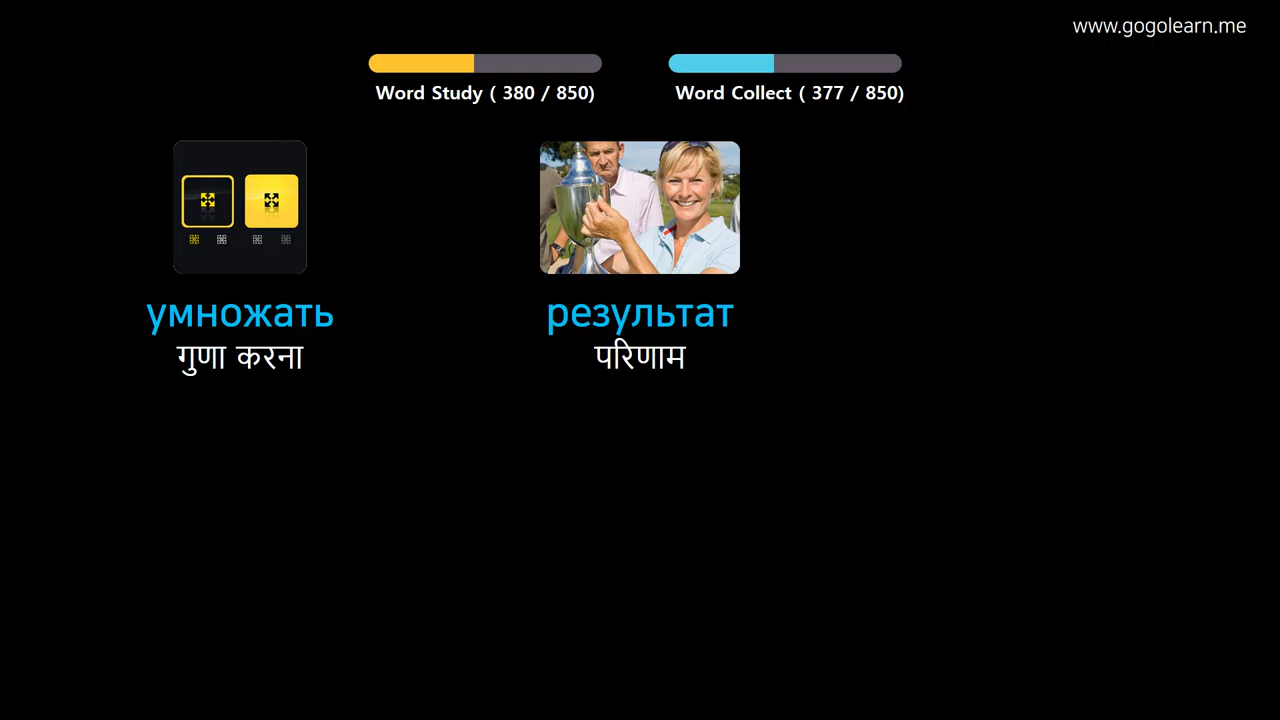 www.gogolearn.me
Word Study ( 380 / 850)
Word Collect ( 377 / 850)
умножать
गुणा करना
результат
परिणाम